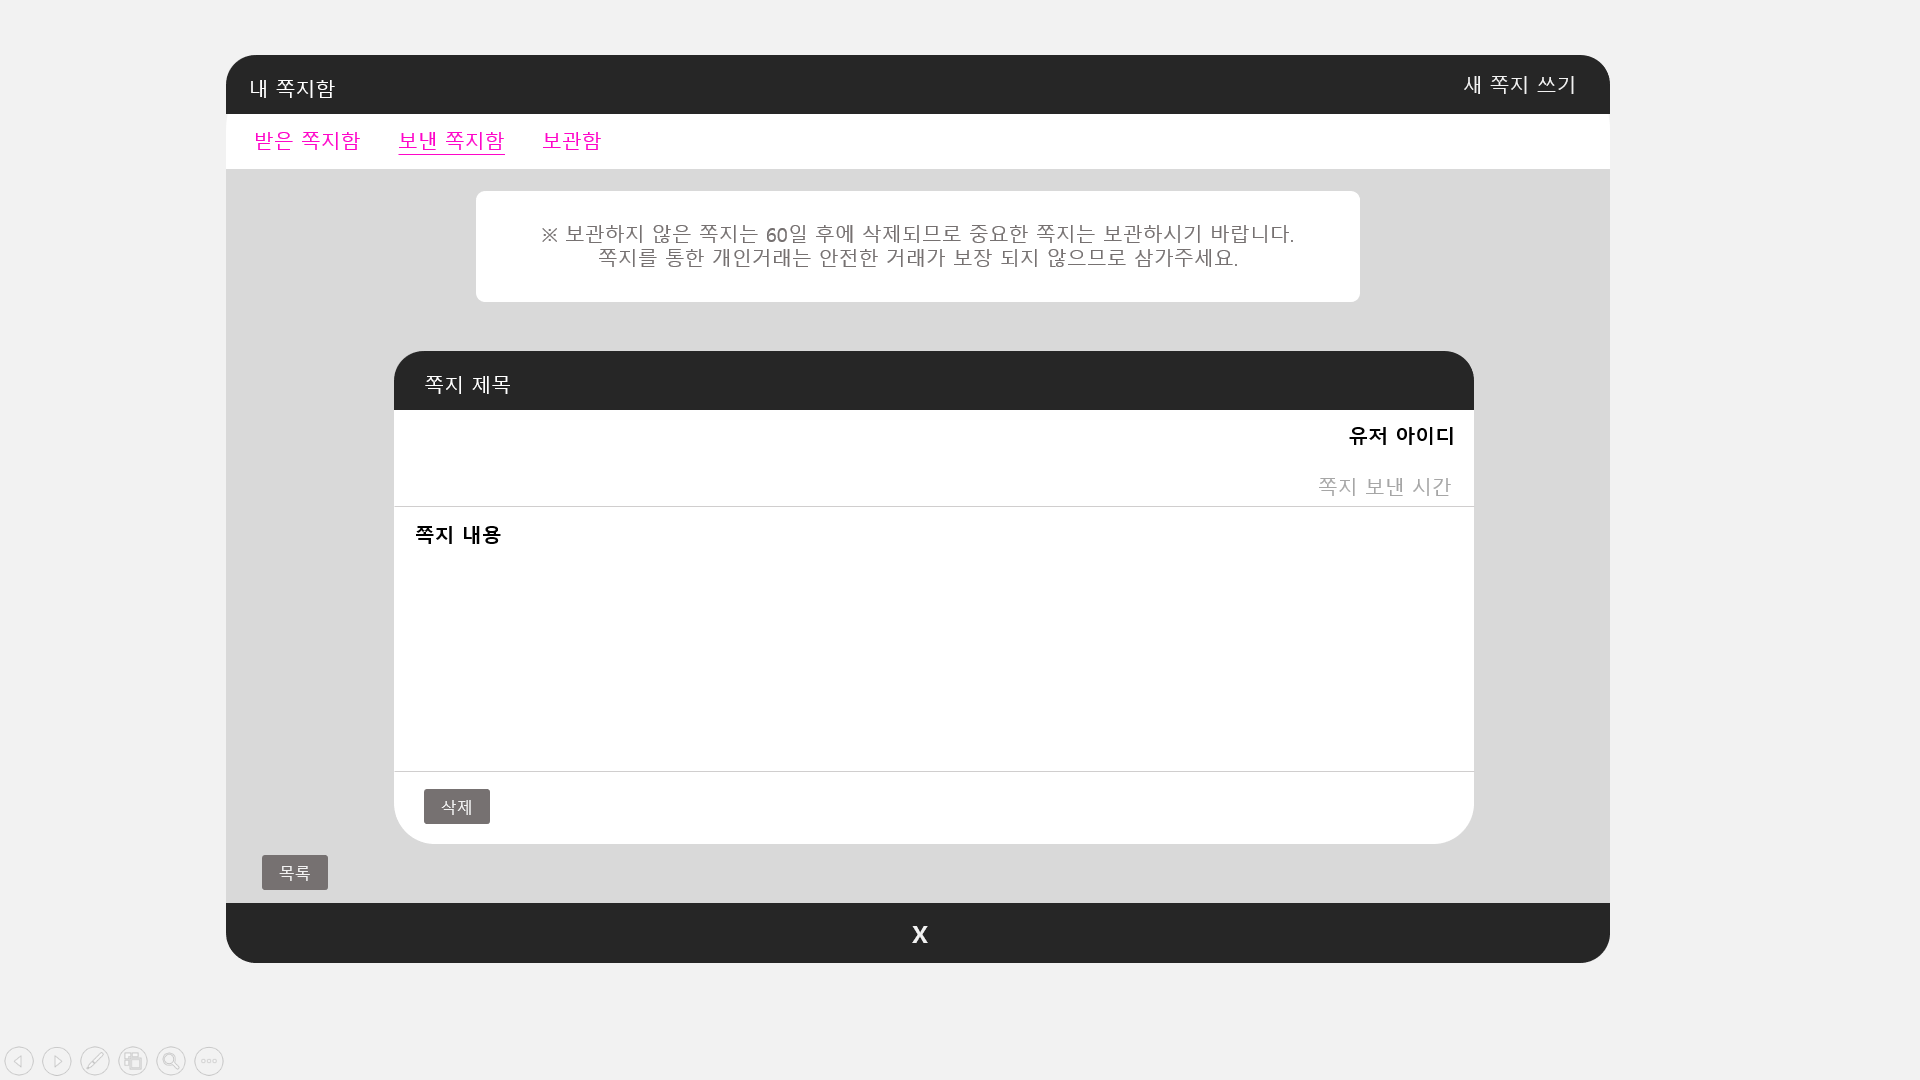 내 쪽지함
새 쪽지 쓰기
받은 쪽지함 보낸 쪽지함 보관함
※ 보관하지 않은 쪽지는 60일 후에 삭제되므로 중요한 쪽지는 보관하시기 바랍니다.
쪽지를 통한 개인거래는 안전한 거래가 보장 되지 않으므로 삼가주세요.
쪽지 제목
유저 아이디
쪽지 보낸 시간
쪽지 내용
삭제
목록
X